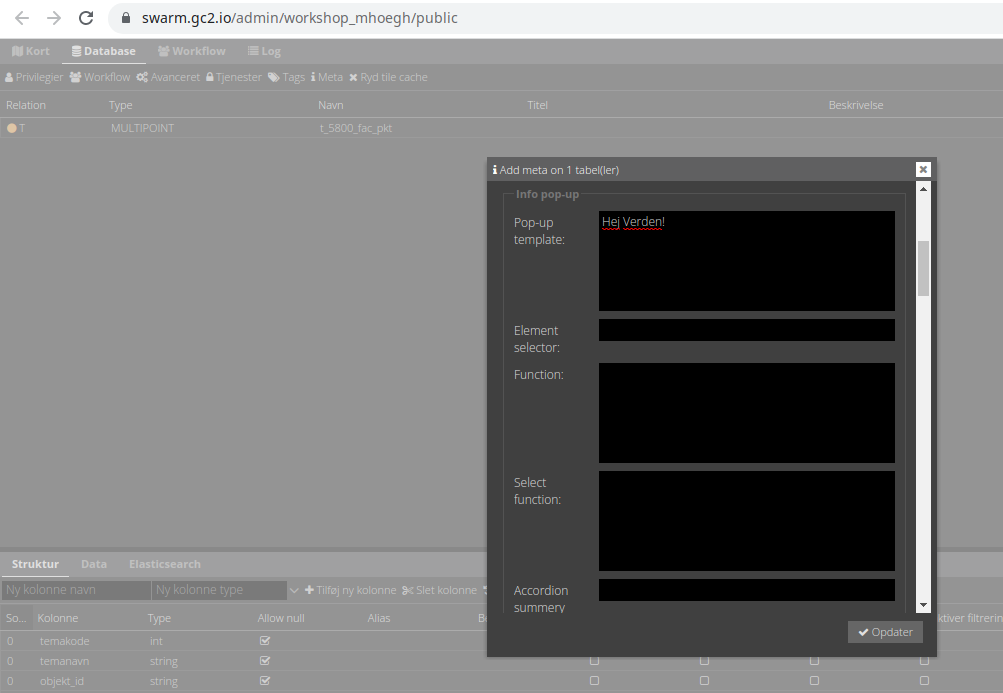 swarm.gc2.io/admin/workshop_mhoegh/public
Kort Database Workflow Log
Privilegier Workflow Avanceret Tjenester Tags Meta Ryd tile cache
Relation Type Navn Titel Beskrivelse
T MULTIPOINT t_5800_fac_pkt
Add meta on 1 tabel(ler)
Info pop-up
Pop-up
template:
Hej Verden!
Element
selector:
Function:
Select
function:
Accordion
summery
Opdater
Struktur Data Elasticsearch
Ny kolonne navn Ny kolonne type Tilføj ny kolonne Slet kolonne
So... Kolonne Type Allow null Alias ktiver filtrerin
0 temakode int
0 temanavn string
0 objekt_id string